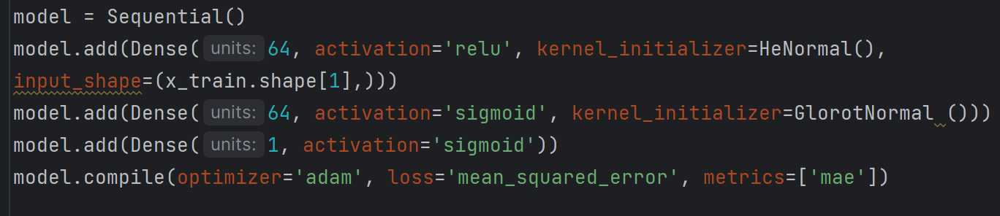 model = Sequential()
model.add(Dense( units: 64, activation='relu', kernel_initializer=HeNormal(),
input_shape=(x_train.shape[1],)))
model.add(Dense( units: 64, activation='sigmoid', kernel_initializer=GlorotNormal ()))
model.add(Dense( units: 1, activation='sigmoid'))
model.compile(optimizer='adam', loss='mean_squared_error', metrics=['mae'])